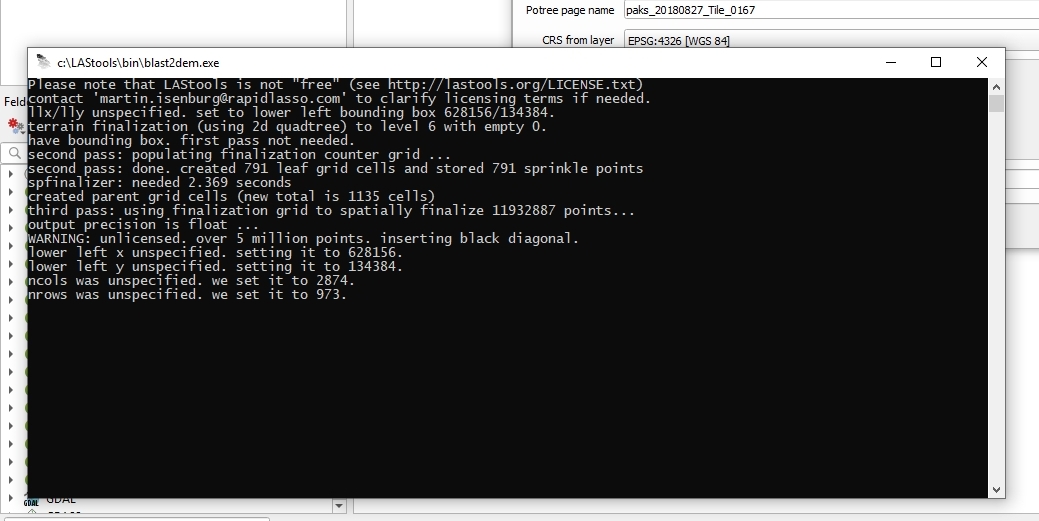 Potree page name
paks_20180827_Tile_0167
CRS from layer
EPSG:4326 [WGS 84]
c:\LAStools\bin\blast2dem.exe
Please note that LAStools is not "free" (see http://lastools.org/LICENSE.txt)
contact 'martin.isenburg@rapidlasso.com' to clarify licensing terms if needed.
llx/lly unspecified. set to lower left bounding box 628156/134384.
terrain finalization (using 2d quadtree) to level 6 with empty 0.
have bounding box. first pass not needed.
second pass: populating finalization counter grid ...
second pass: done. created 791 leaf grid cells and stored 791 sprinkle points
spfinalizer: needed 2.369 seconds
created parent grid cells (new total is 1135 cells)
third pass: using finalization grid to spatially finalize 11932887 points...
output precision is float ...
WARNING: unlicensed. over 5 million points. inserting black diagonal.
lower left x unspecified. setting it to 628156.
lower left y unspecified. setting it to 134384.
ncols was unspecified. we set it to 2874.
nrows was unspecified. we set it to 973.
Feld
GDAL